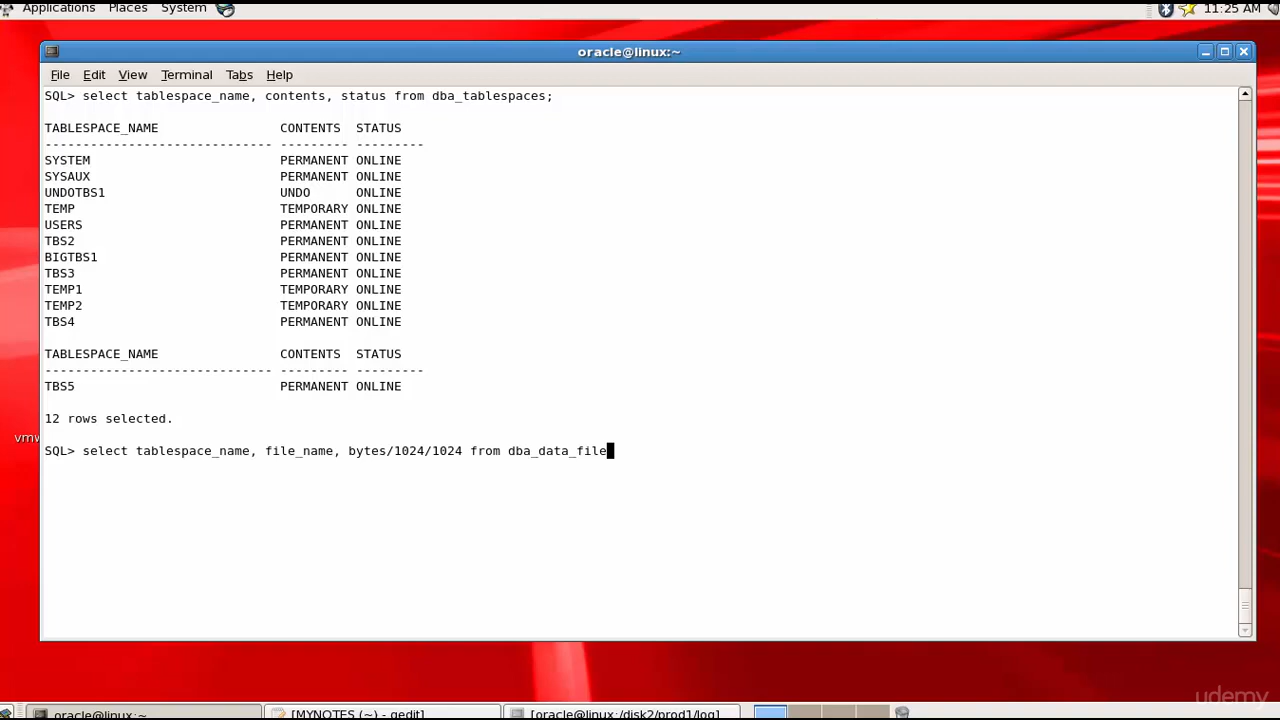 Applications Places System 11:25 AM
oracle@linux:~
File Edit View Terminal Tabs Help
SQL> select tablespace_name, contents, status from dba_tablespaces;
TABLESPACE_NAME CONTENTS STATUS
------------------------------ --------- ---------
SYSTEM PERMANENT ONLINE
SYSAUX PERMANENT ONLINE
UNDOTBS1 UNDO ONLINE
TEMP TEMPORARY ONLINE
USERS PERMANENT ONLINE
TBS2 PERMANENT ONLINE
BIGTBS1 PERMANENT ONLINE
TBS3 PERMANENT ONLINE
TEMP1 TEMPORARY ONLINE
TEMP2 TEMPORARY ONLINE
TBS4 PERMANENT ONLINE
TABLESPACE_NAME CONTENTS STATUS
------------------------------ --------- ---------
TBS5 PERMANENT ONLINE
12 rows selected.
vmw
SQL> select tablespace_name, file_name, bytes/1024/1024 from dba_data_file
udemy
oracle@linux:~ [MYNOTES (~) - gedit] [oracle@linux:/disk2/prod1/log]